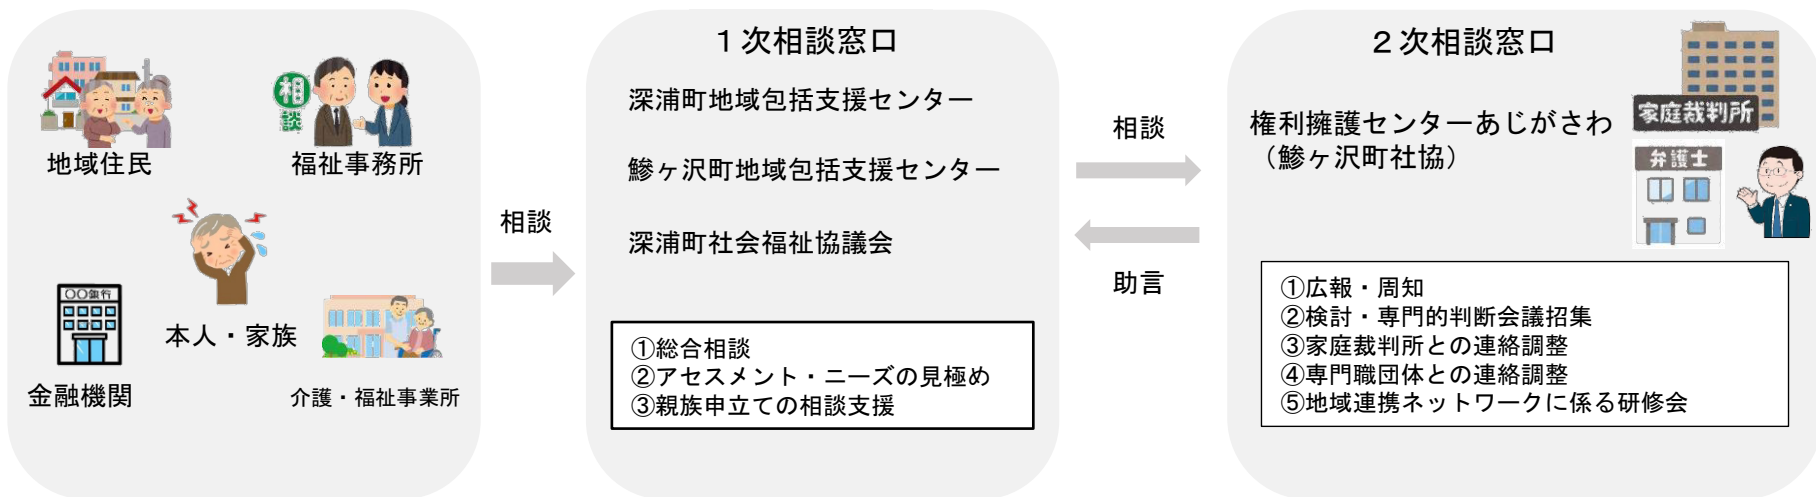 相談
地域住民
福祉事務所
本人・家族
〇〇銀行
金融機関
介護・福祉事業所
相談
１次相談窓口
深浦町地域包括支援センター
鰺ヶ沢町地域包括支援センター
深浦町社会福祉協議会
①総合相談
②アセスメント・ニーズの見極め
③親族申立ての相談支援
相談
助言
２次相談窓口
権利擁護センターあじがさわ
（鰺ヶ沢町社協）
家庭裁判所
弁護士
①広報・周知
②検討・専門的判断会議招集
③家庭裁判所との連絡調整
④専門職団体との連絡調整
⑤地域連携ネットワークに係る研修会